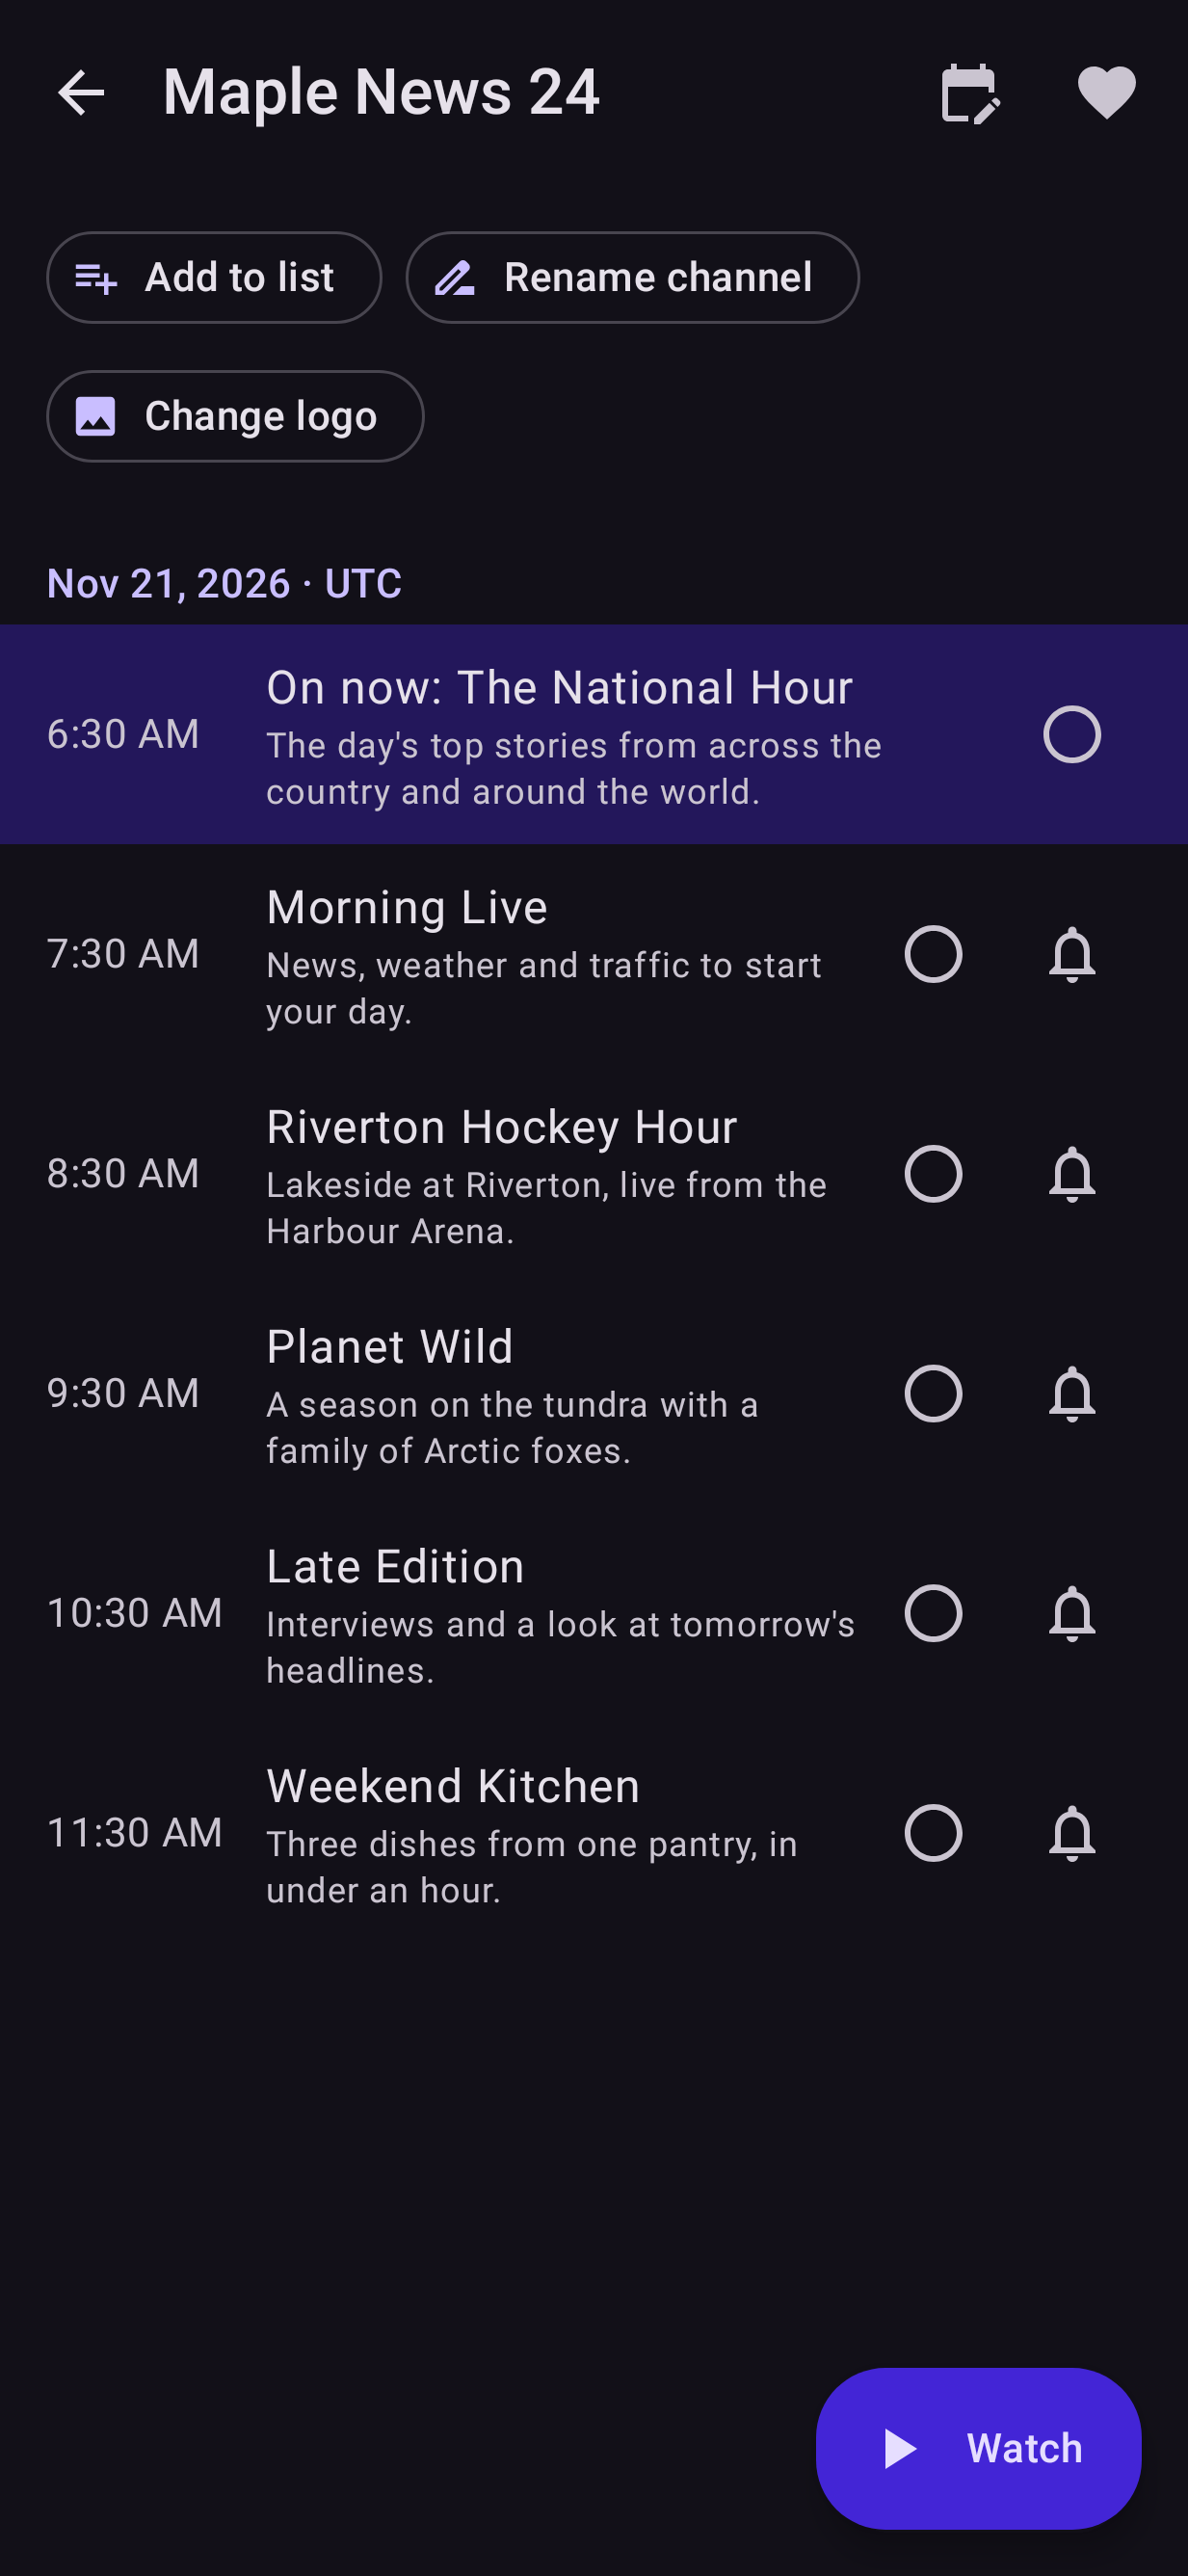 Maple News 24
Add to list
Rename channel
Change logo
Nov 21, 2026 · UTC
6:30 AM
On now: The National Hour
The day's top stories from across the
country and around the world.
7:30 AM
Morning Live
News, weather and traffic to start
your day.
8:30 AM
Riverton Hockey Hour
Lakeside at Riverton, live from the
Harbour Arena.
9:30 AM
Planet Wild
A season on the tundra with a
family of Arctic foxes.
10:30 AM
Late Edition
Interviews and a look at tomorrow's
headlines.
11:30 AM
Weekend Kitchen
Three dishes from one pantry, in
under an hour.
Watch